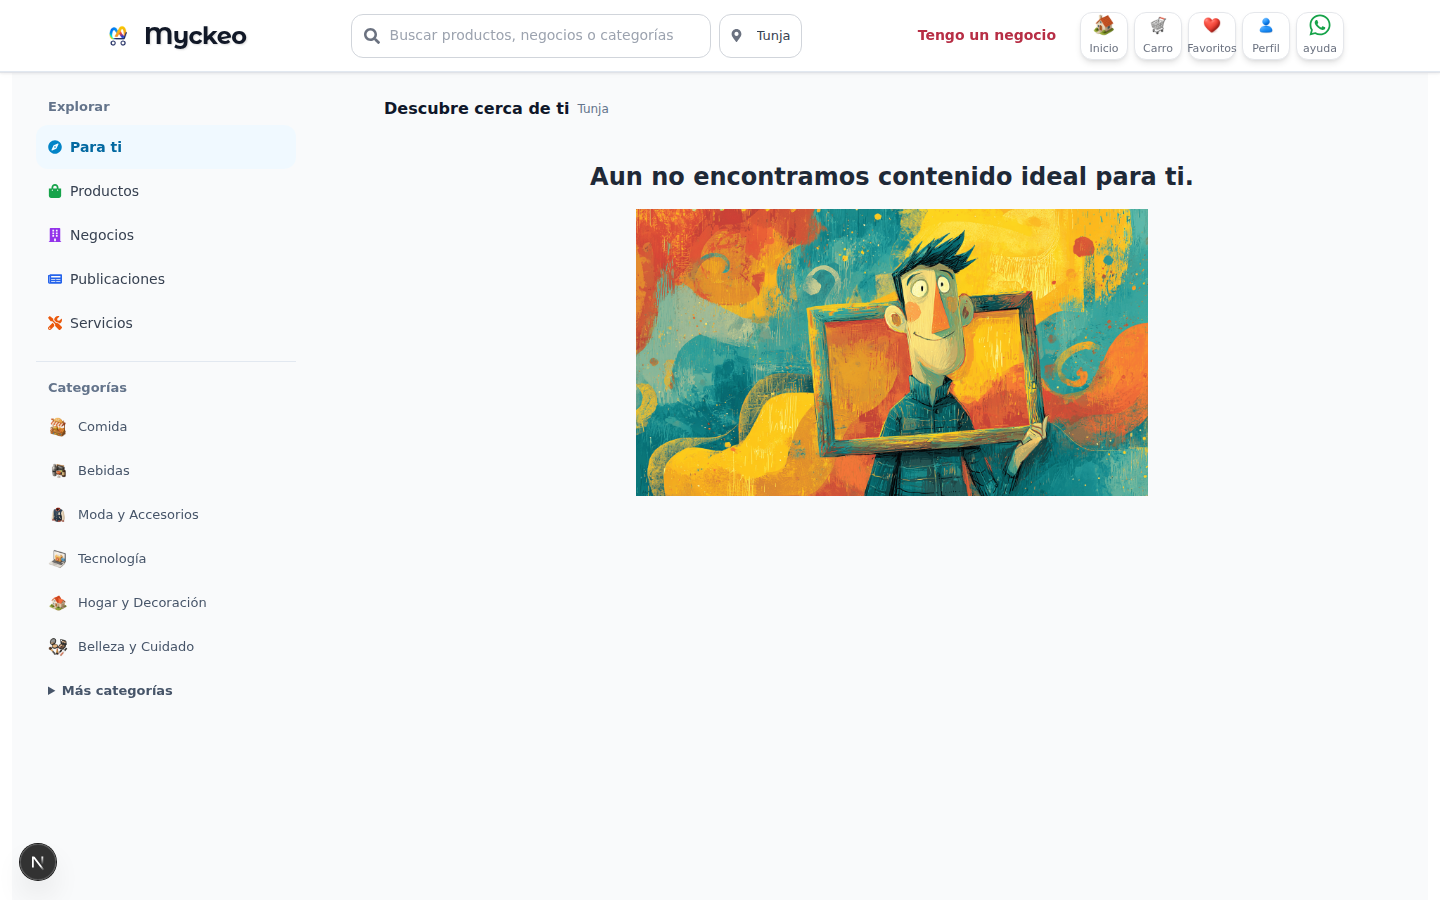 Myckeo
Buscar productos, negocios o categorías
Tunja
Tengo un negocio
Inicio
Carro
Favoritos
Perfil
ayuda
Explorar
Para ti
Productos
Negocios
Publicaciones
Servicios
Categorías
Comida
Bebidas
Moda y Accesorios
Tecnología
Hogar y Decoración
Belleza y Cuidado
Más categorías
Descubre cerca de ti Tunja
Aun no encontramos contenido ideal para ti.
N